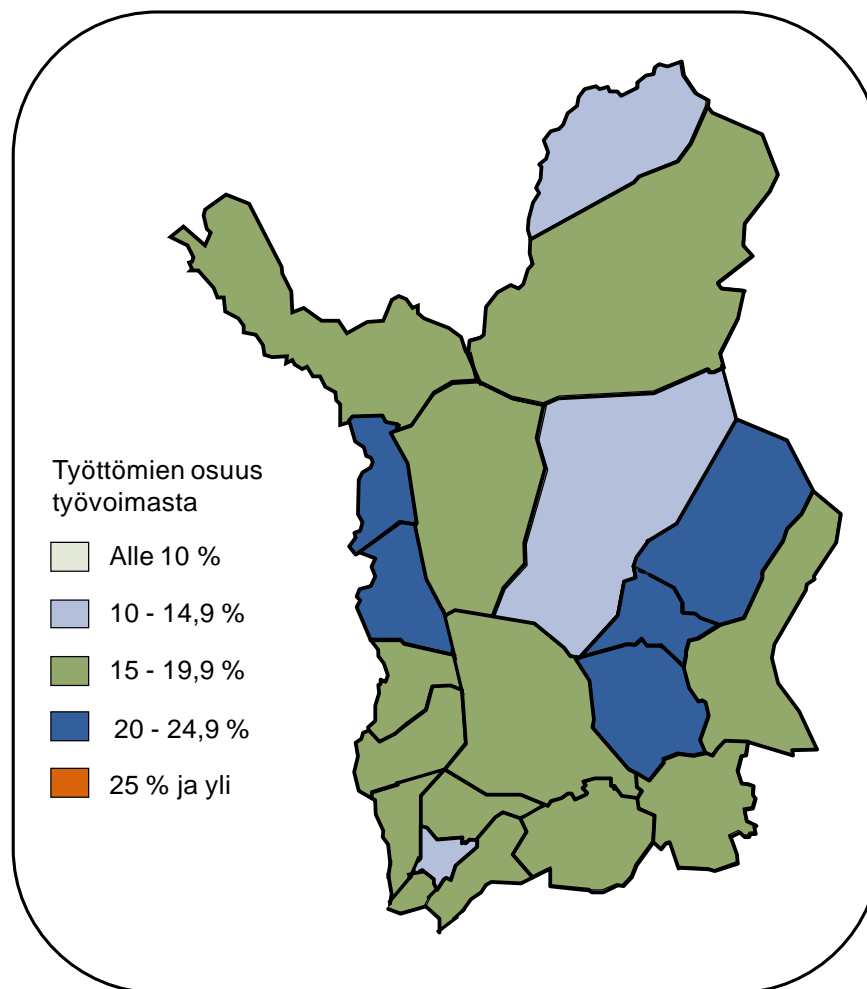 Työttömien osuus
työvoimasta
Alle 10 %
10 - 14,9 %
15 - 19,9 %
20 - 24,9 %
25 % ja yli